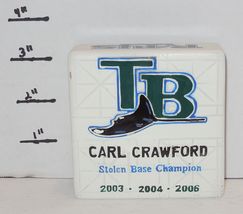 4"
3"
2"
1"
TB
CARL CRAWFORD
Stolen Base Champion
2003 · 2004 · 2006